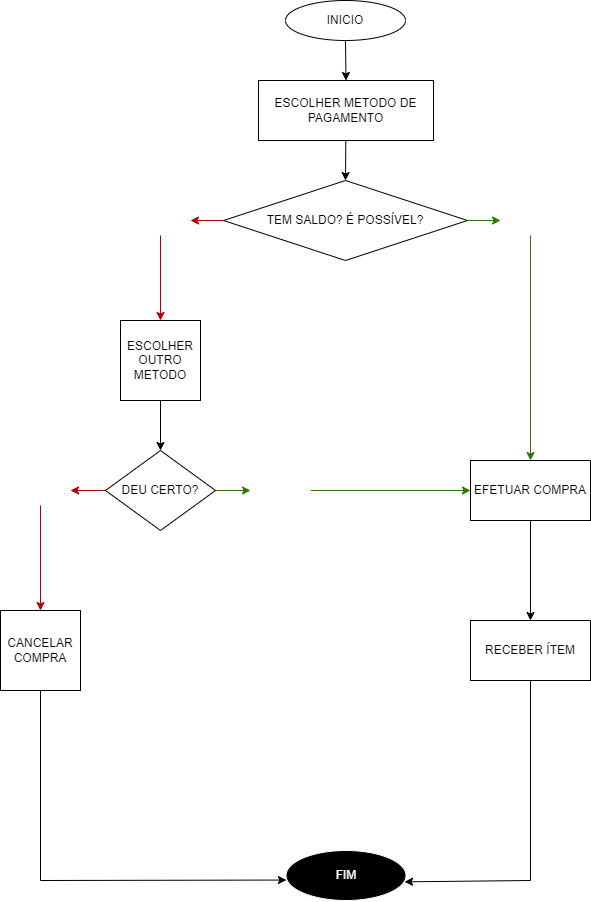 INICIO
ESCOLHER METODO DE
PAGAMENTO
TEM SALDO? É POSSÍVEL?
ESCOLHER
OUTRO
METODO
DEU CERTO?
EFETUAR COMPRA
CANCELAR
COMPRA
RECEBER ÍTEM
FIM